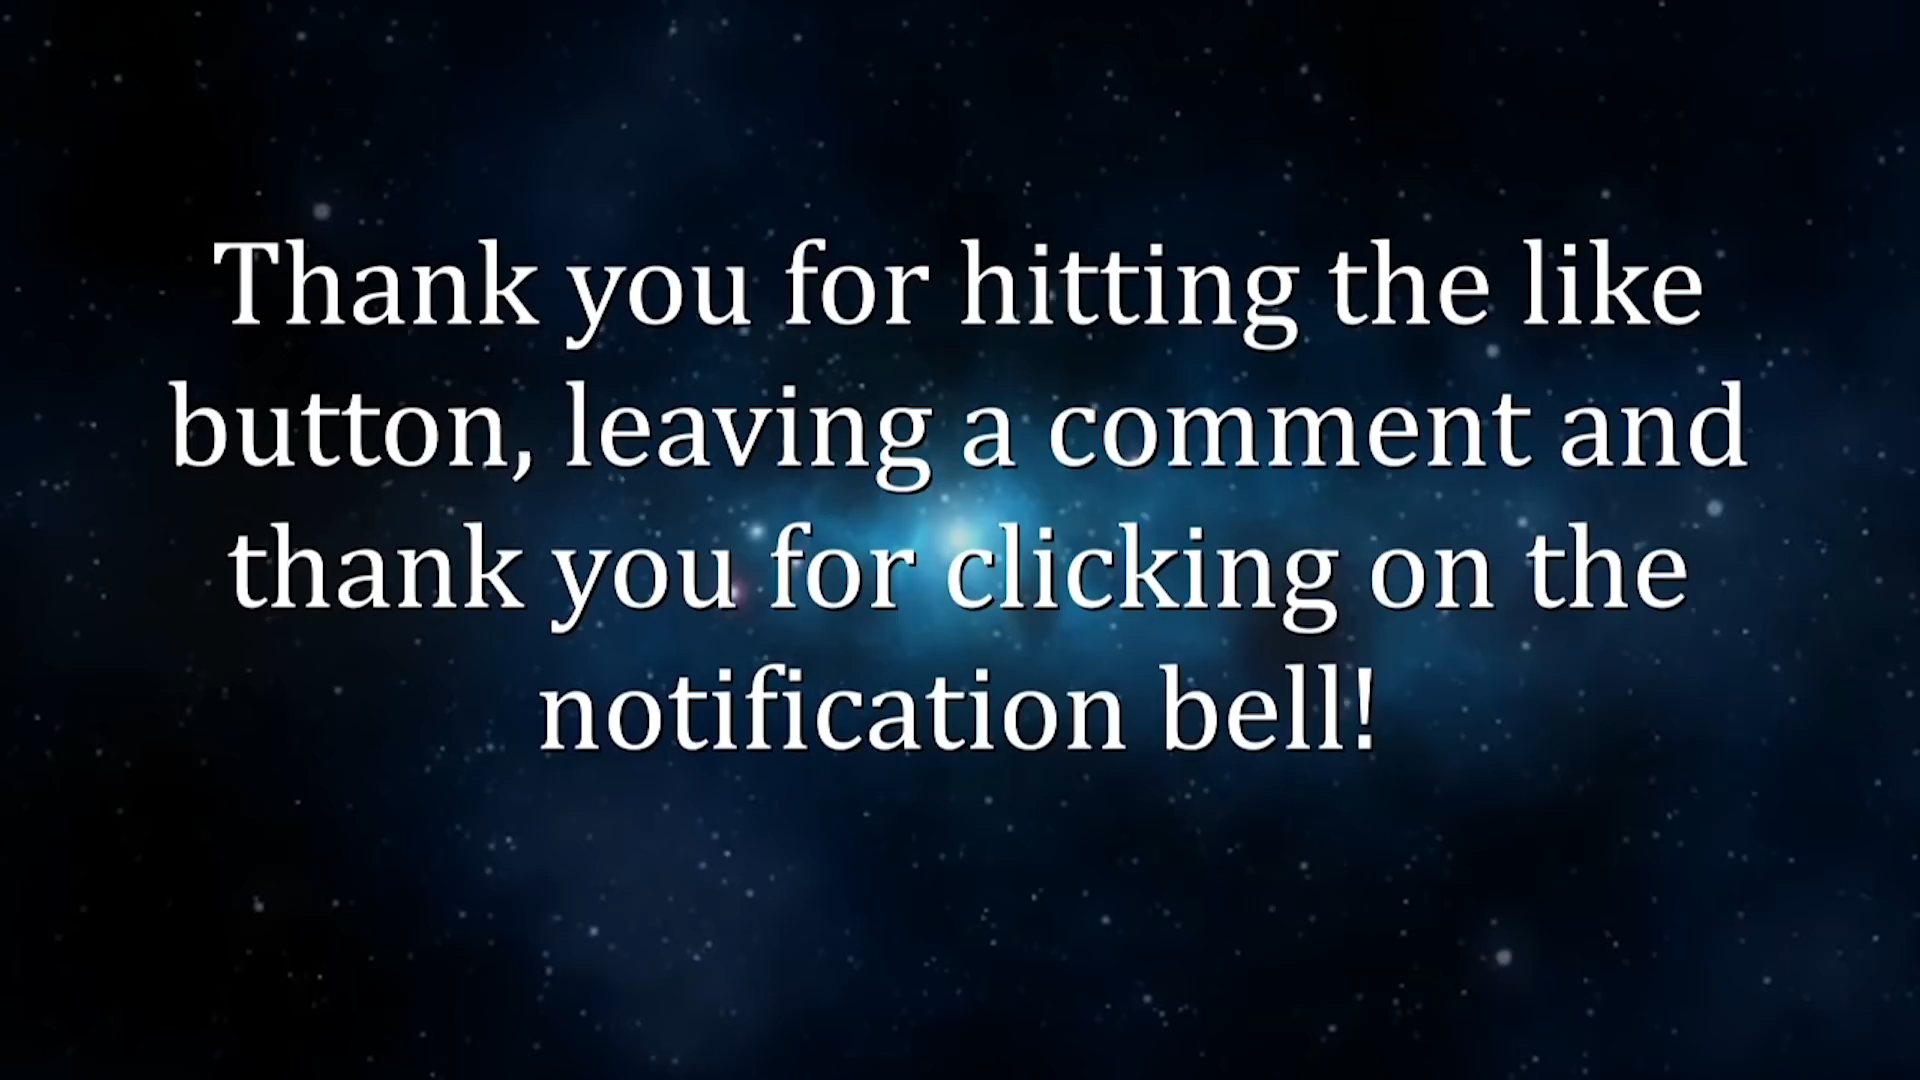 Thank you for hitting the like
button, leaving a comment and
thank you for clicking on the
notification bell!